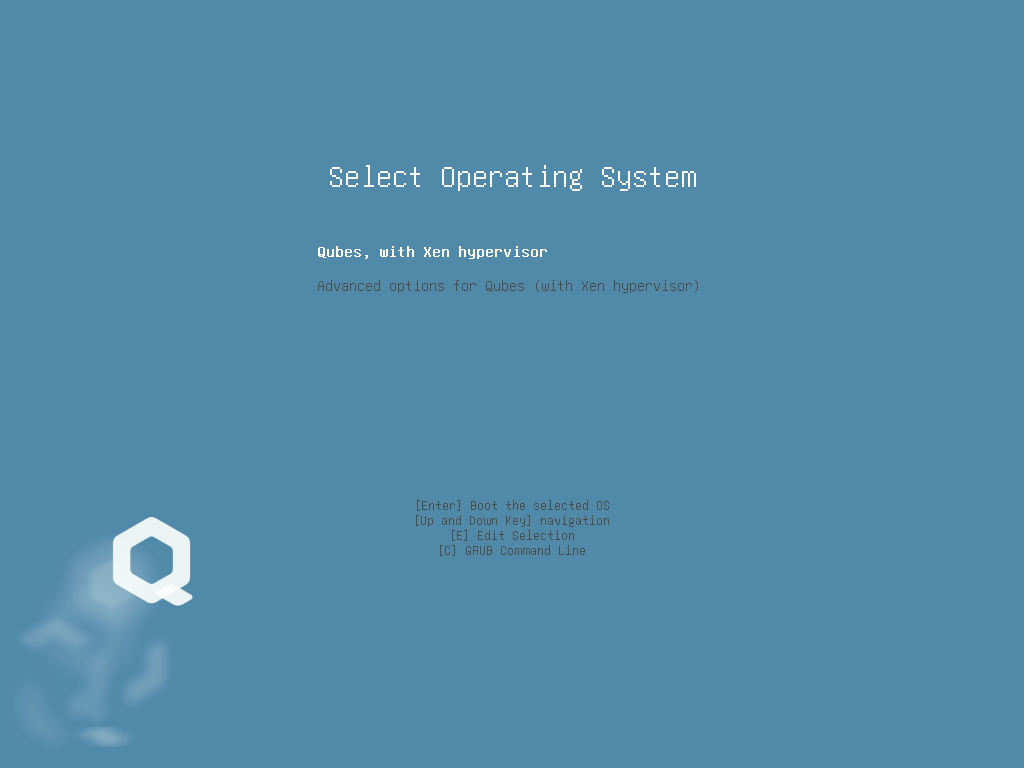 Select Operating System
Qubes, with Xen hypervisor
Advanced options for Qubes (with Xen hypervisor)
[Enter] Boot the selected OS
[Up and Down Key] navigation
[E] Edit Selection
[C] GRUB Command Line